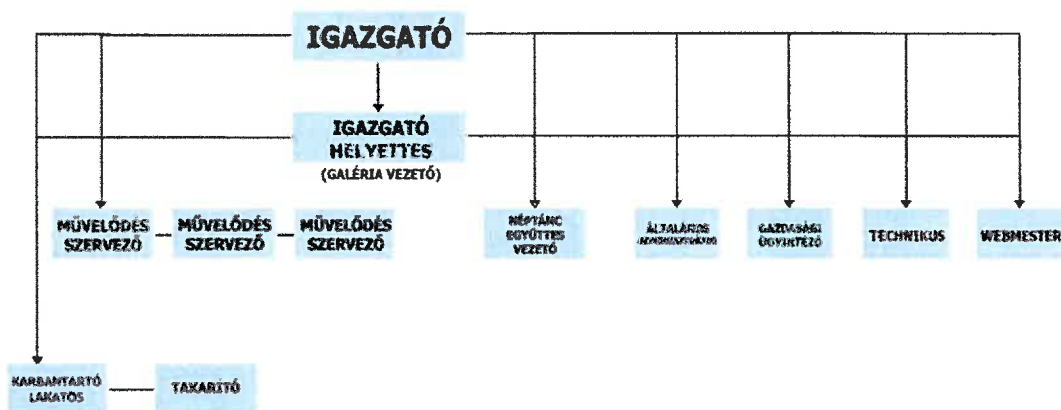 IGAZGATÓ
IGAZGATÓ
HELYETTES
(GALÉRIA VEZETŐ)
MŰVELŐDÉS
SZERVEZŐ
MŰVELŐDÉS
SZERVEZŐ
MŰVELŐDÉS
SZERVEZŐ
NÉPTÁNC
EGYÜTTES
VEZETŐ
ÁLTALÁNOS
GAZDASÁGI
ÜGYINTÉZŐ
TECHNIKUS
WEBMESTER
KARBANTARTÓ
LAKATOS
TAKARÍTÓ